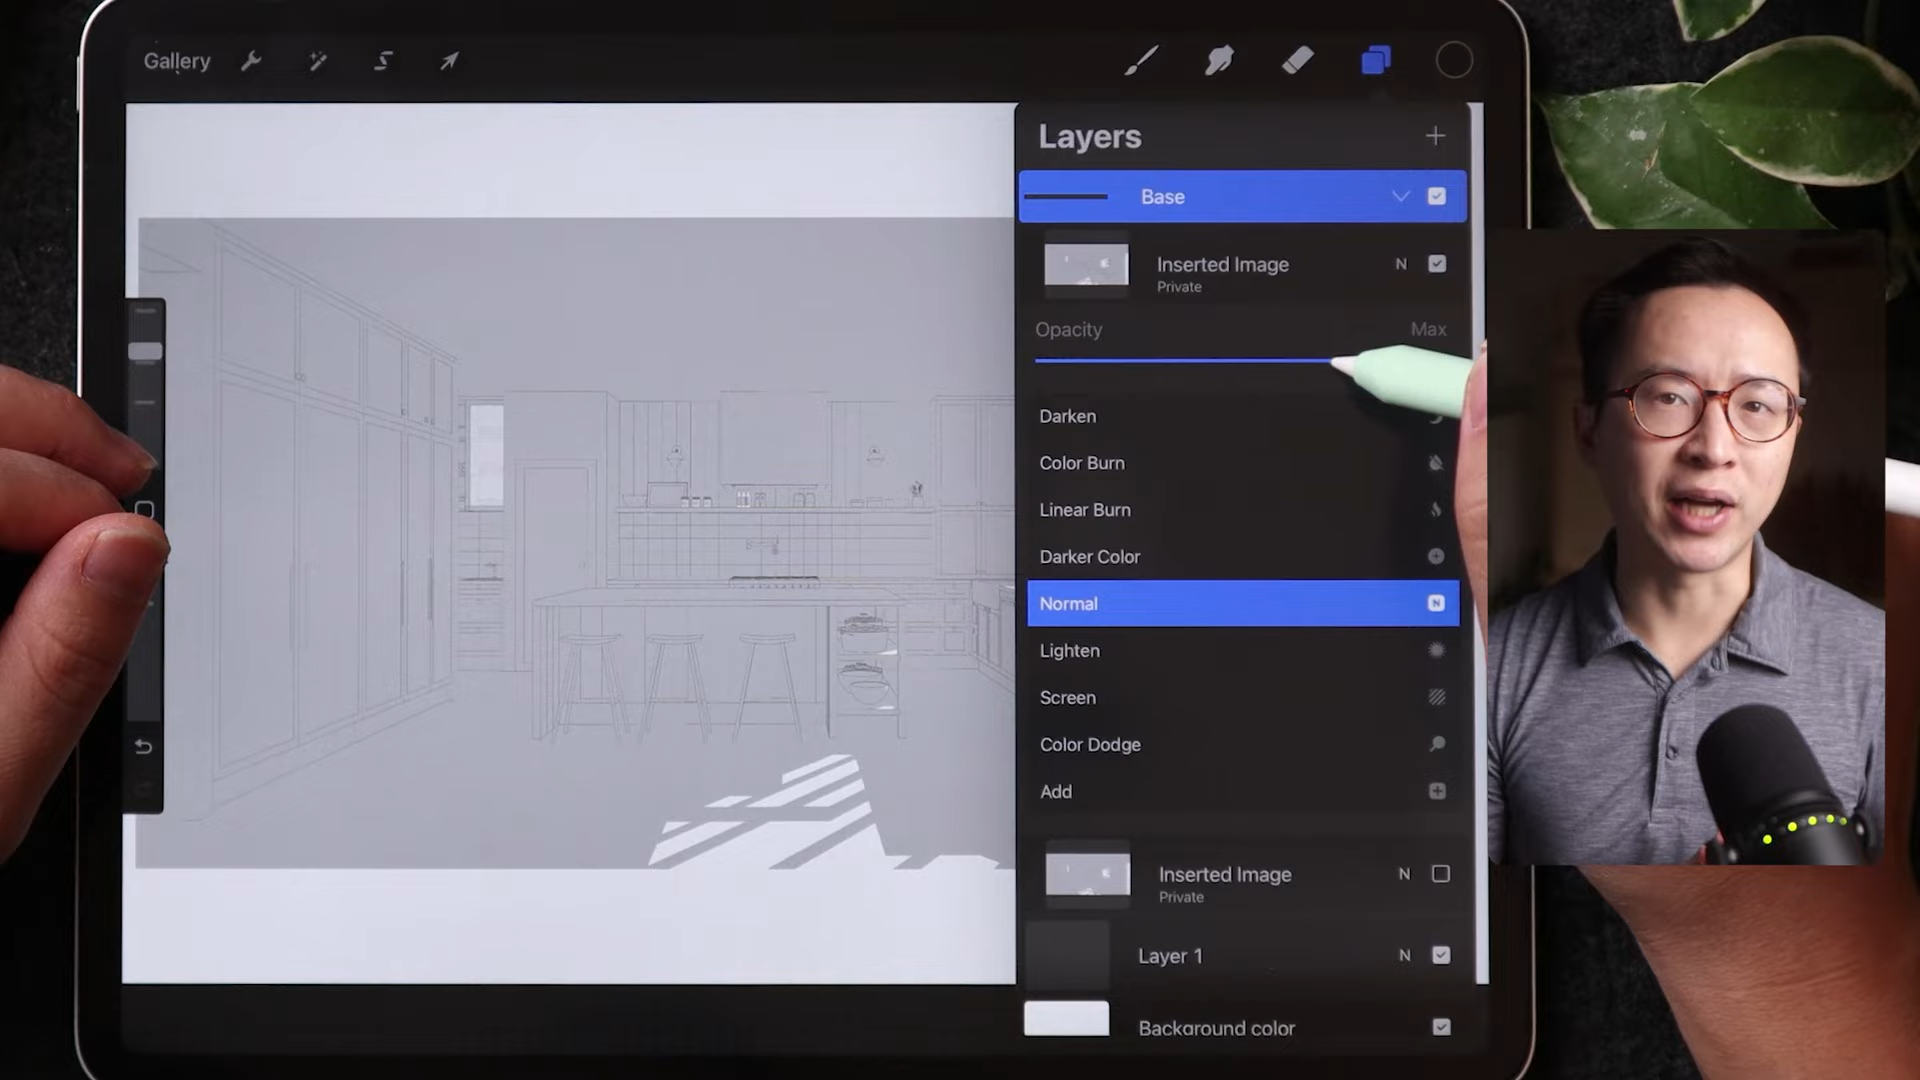 Gallery
Layers
Base
Inserted Image
N
Private
Opacity
Max
Darken
Color Burn
Linear Burn
Darker Color
Normal
N
Lighten
Screen
Color Dodge
Add
Inserted Image
N
Private
Layer 1
N
Background color